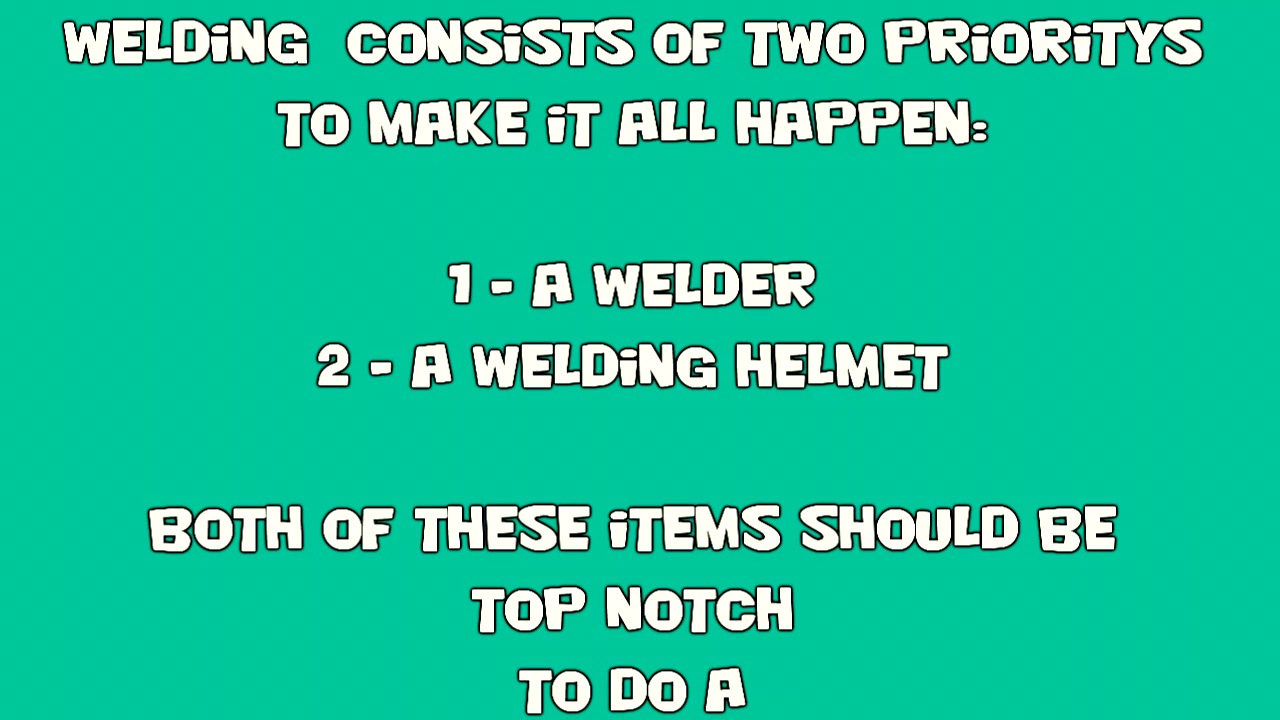 WELDiNG CONSiSTS OF TWO PRiORiTYS
TO MAKE iT ALL HAPPEN:
1 - A WELDER
2 - A WELDiNG HELMET
BOTH OF THESE iTEMS SHOULD BE
TOP NOTCH
TO DO A